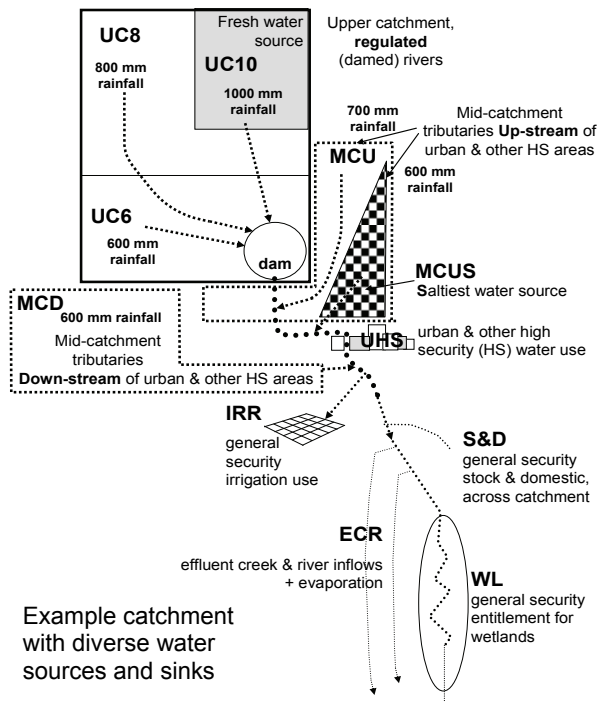 UC8
800 mm
rainfall
Fresh water
source
UC10
1000 mm
rainfall
Upper catchment,
regulated
(damed) rivers
700 mm
rainfall
Mid-catchment
tributaries Up-stream of
urban & other HS areas
MCU
600 mm
rainfall
UC6
600 mm
rainfall
dam
MCUS
Saltiest water source
MCD
600 mm rainfall
Mid-catchment
tributaries
Down-stream of urban & other HS areas
UHS
urban & other high
security (HS) water use
IRR
general
security
irrigation use
S&D
general security
stock & domestic,
across catchment
ECR
effluent creek & river inflows
+ evaporation
WL
general security
entitlement for
wetlands
Example catchment
with diverse water
sources and sinks